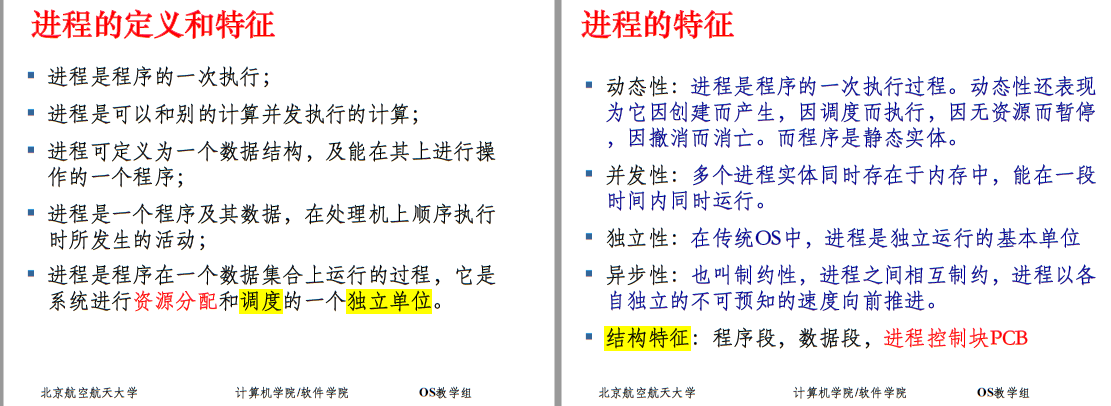 进程的定义和特征
进程是程序的一次执行；
进程是可以和别的计算并发执行的计算；
进程可定义为一个数据结构，及能在其上进行操
作的一个程序；
进程是一个程序及其数据，在处理机上顺序执行
时所发生的活动；
进程是程序在一个数据集合上运行的过程，它是
系统进行资源分配和调度的一个独立单位。
北京航空航天大学
计算机学院/软件学院
OS教学组
进程的特征
动态性：进程是程序的一次执行过程。动态性还表现
为它因创建而产生，因调度而执行，因无资源而暂停
，因撤消而消亡。而程序是静态实体。
并发性：多个进程实体同时存在于内存中，能在一段
时间内同时运行。
独立性：在传统OS中，进程是独立运行的基本单位
异步性：也叫制约性，进程之间相互制约，进程以各
自独立的不可预知的速度向前推进。
结构特征：程序段，数据段，进程控制块PCB
北京航空航天大学
计算机学院/软件学院
OS教学组